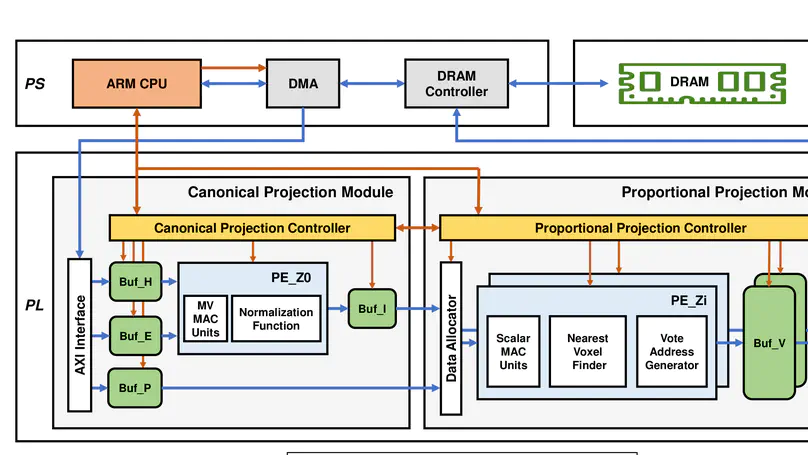 PS
ARM CPU
DMA
DRAM
Controller
DRAM
PL
Canonical Projection Module
Canonical Projection Controller
AXI Interface
Buf_H
Buf_E
Buf_P
PE_Z0
MV
MAC
Units
Normalization
Function
Buf_I
Proportional Projection Mo
Proportional Projection Controller
Data Allocator
PE_Zi
Scalar
MAC
Units
Nearest
Voxel
Finder
Vote
Address
Generator
Buf_V